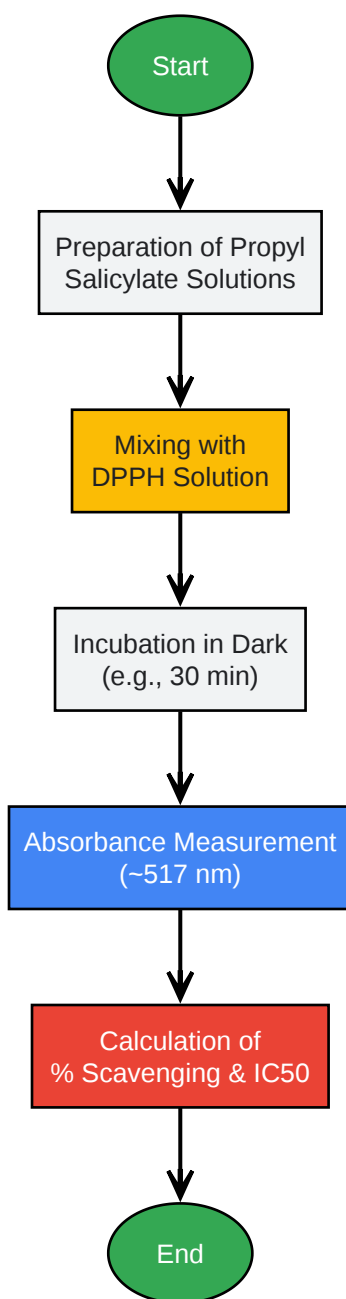 Start
Preparation of Propyl
Salicylate Solutions
Mixing with
DPPH Solution
Incubation in Dark
(e.g., 30 min)
Absorbance Measurement
(~517 nm)
Calculation of
% Scavenging & IC50
End